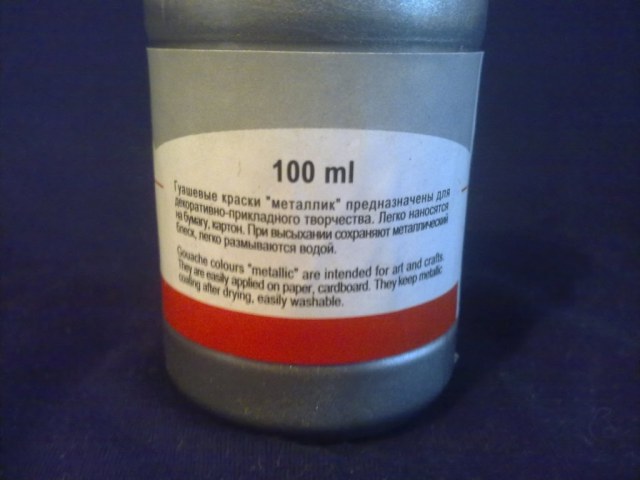 100 ml
Гуашевые краски "металлик" предназначены для
декоративно-прикладного творчества. Легко наносятся
на бумагу, картон. При высыхании сохраняют металлический
блеск, легко размываются водой.
Gouache colours "metallic" are intended for art and crafts.
They are easily applied on paper, cardboard. They keep metallic
coating after drying, easily washable.